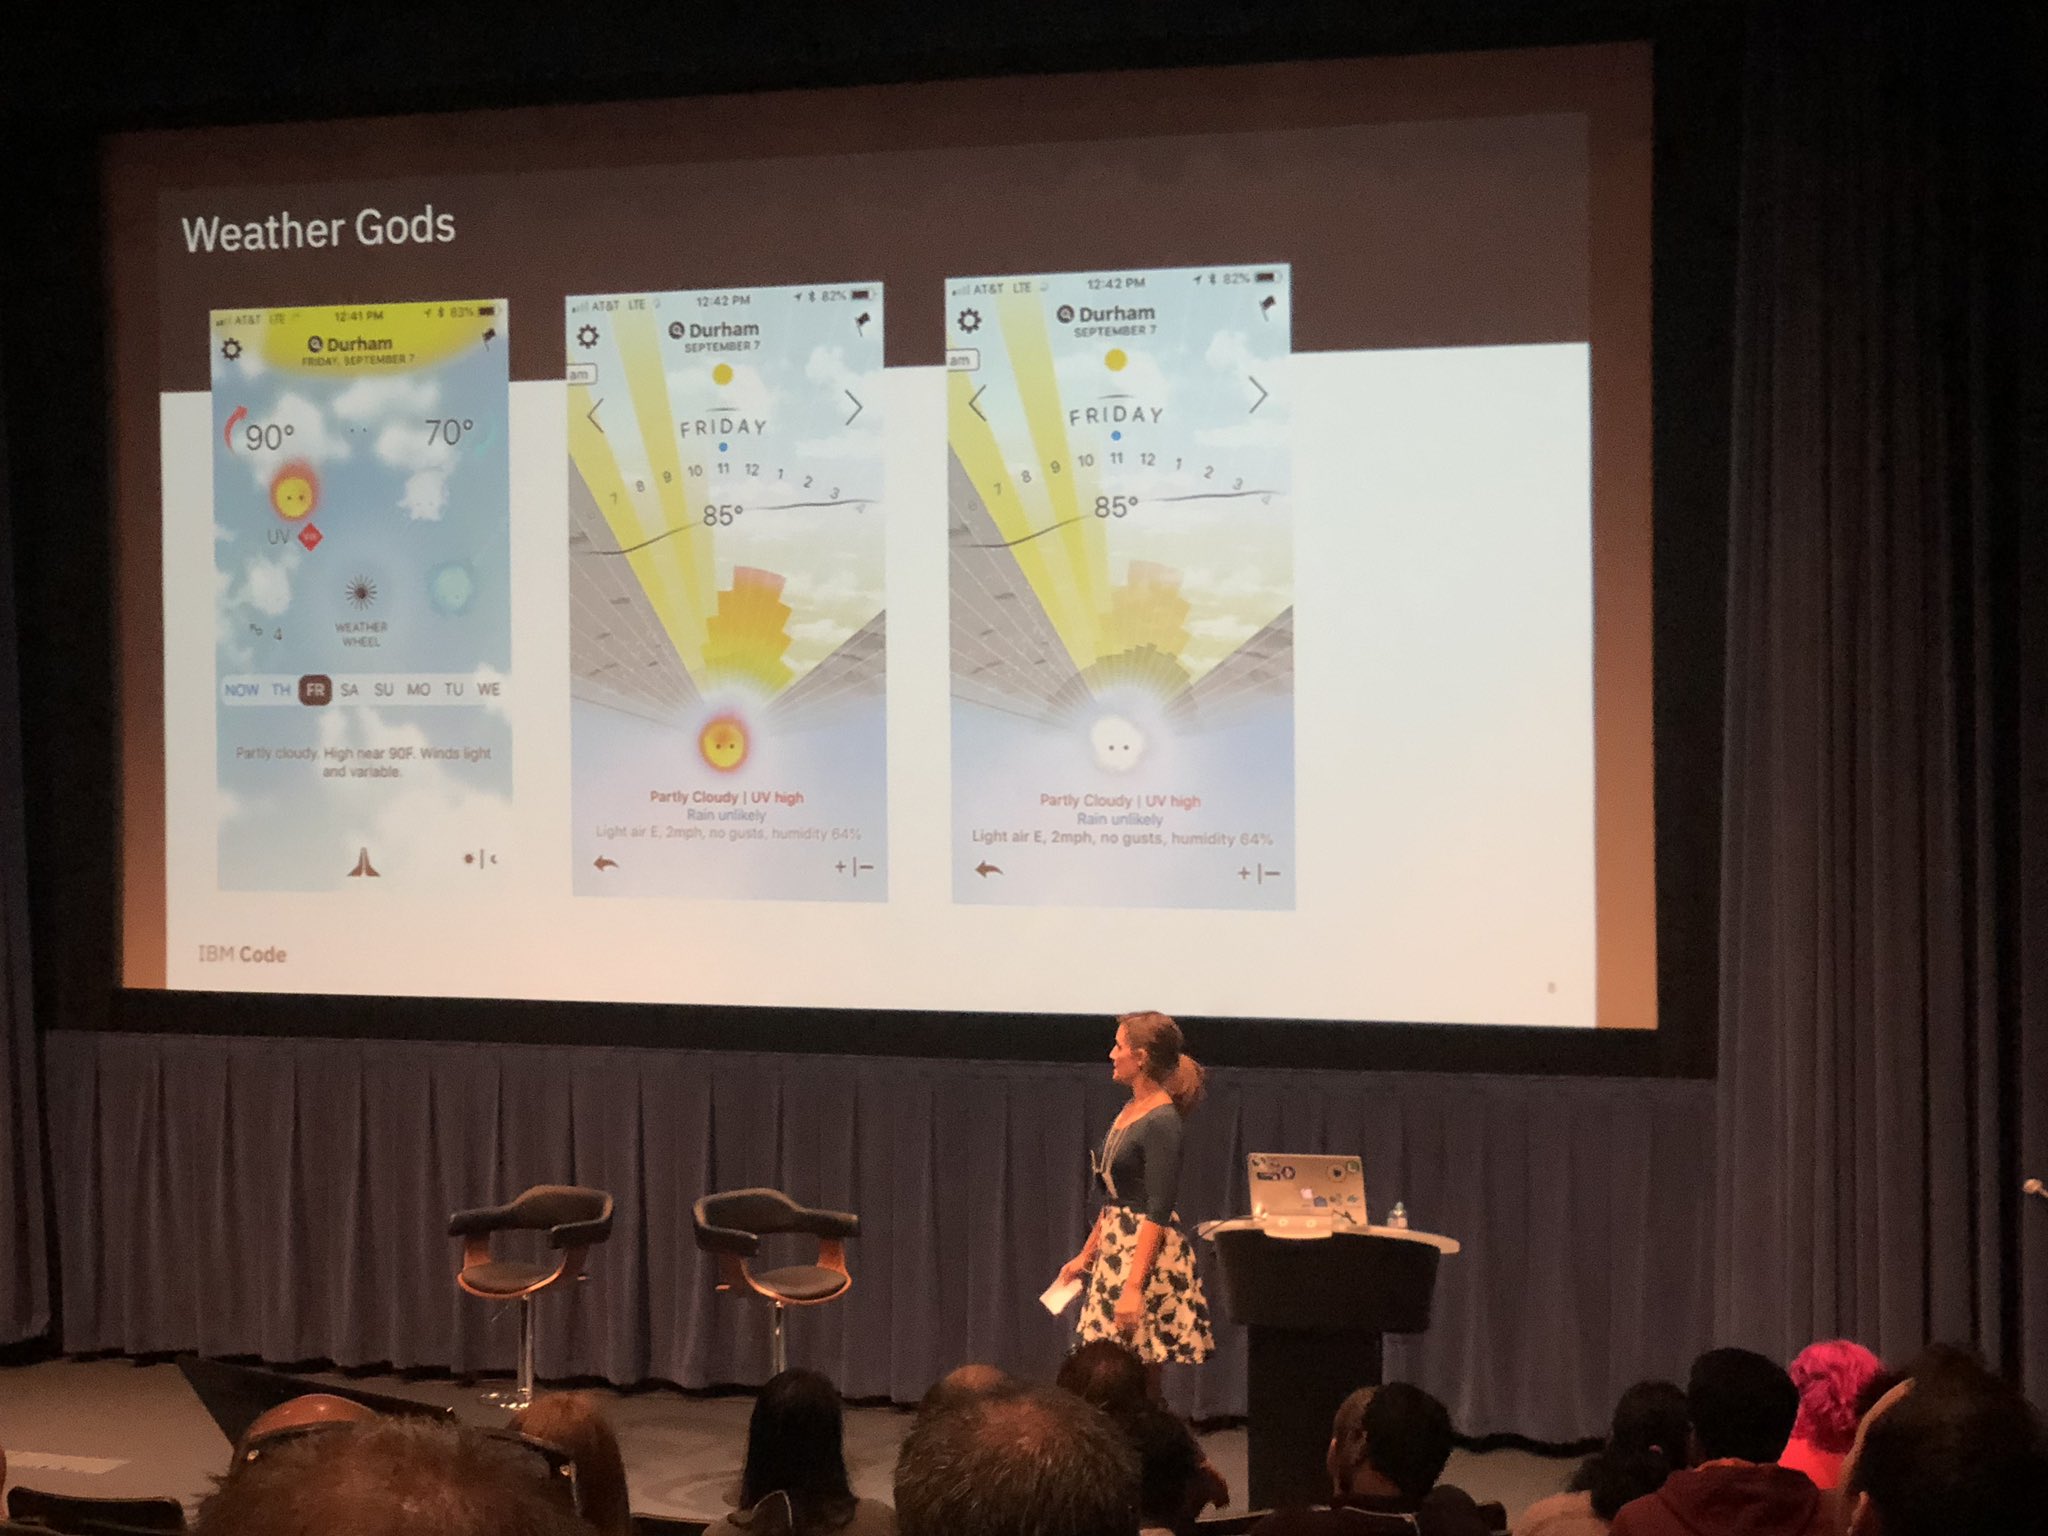 Weather Gods
AT&T LTE 12:41 PM 83%
Durham
FRIDAY, SEPTEMBER 7
90° 70°
UV
4
WEATHER
WHEEL
NOW TH FR SA SU MO TU WE
Partly cloudy. High near 90F. Winds light
and variable.
AT&T LTE 12:42 PM 82%
Durham
SEPTEMBER 7
am
FRIDAY
7 8 9 10 11 12 1 2 3
85°
Partly Cloudy | UV high
Rain unlikely
Light air E, 2mph, no gusts, humidity 64%
+|−
AT&T LTE 12:42 PM 82%
Durham
SEPTEMBER 7
am
FRIDAY
7 8 9 10 11 12 1 2 3
85°
Partly Cloudy | UV high
Rain unlikely
Light air E, 2mph, no gusts, humidity 64%
+|−
IBM Code
8